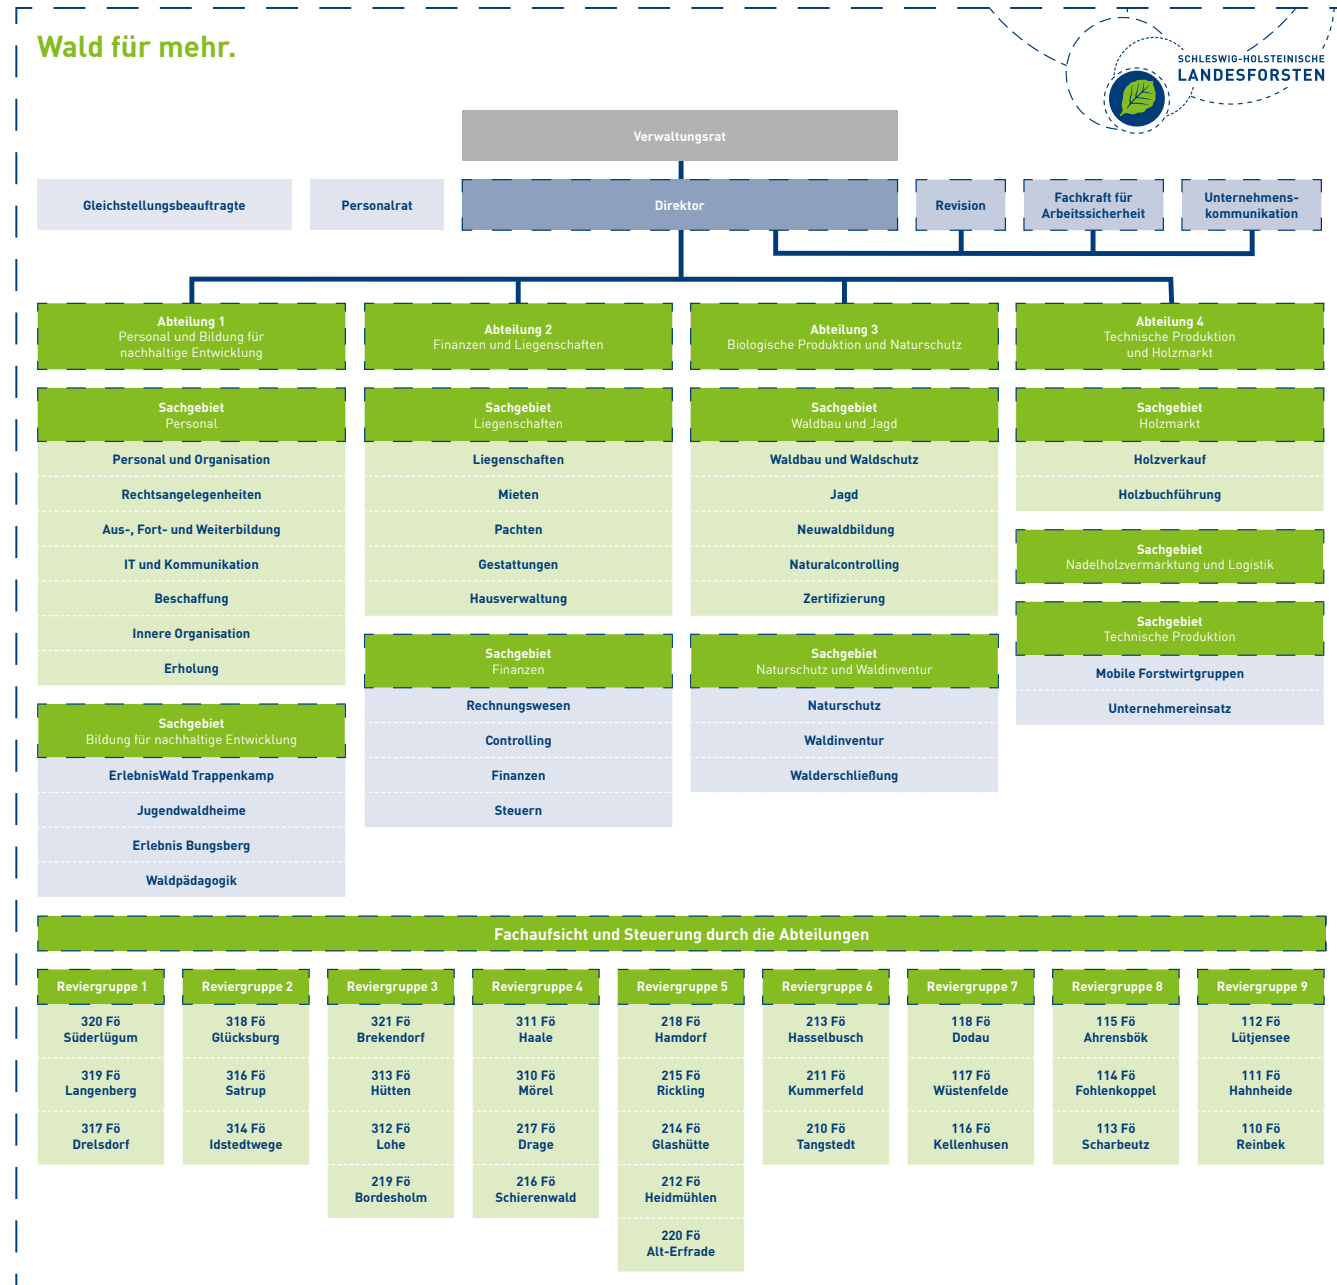 Wald für mehr.
SCHLESWIG-HOLSTEINISCHE
LANDESFORSTEN
Verwaltungsrat
Gleichstellungsbeauftragte
Personalrat
Direktor
Revision
Fachkraft für
Arbeitssicherheit
Unternehmens-
kommunikation
Abteilung 1
Personal und Bildung für
nachhaltige Entwicklung
Sachgebiet
Personal
Personal und Organisation
Rechtsangelegenheiten
Aus-, Fort- und Weiterbildung
IT und Kommunikation
Beschaffung
Innere Organisation
Erholung
Sachgebiet
Bildung für nachhaltige Entwicklung
ErlebnisWald Trappenkamp
Jugendwaldheime
Erlebnis Bungsberg
Waldpädagogik
Abteilung 2
Finanzen und Liegenschaften
Sachgebiet
Liegenschaften
Liegenschaften
Mieten
Pachten
Gestattungen
Hausverwaltung
Sachgebiet
Finanzen
Rechnungswesen
Controlling
Finanzen
Steuern
Abteilung 3
Biologische Produktion und Naturschutz
Sachgebiet
Waldbau und Jagd
Waldbau und Waldschutz
Jagd
Neuwaldbildung
Naturalcontrolling
Zertifizierung
Sachgebiet
Naturschutz und Waldinventur
Naturschutz
Waldinventur
Walderschließung
Abteilung 4
Technische Produktion
und Holzmarkt
Sachgebiet
Holzmarkt
Holzverkauf
Holzbuchführung
Sachgebiet
Nadelholzvermarktung und Logistik
Sachgebiet
Technische Produktion
Mobile Forstwirtgruppen
Unternehmereinsatz
Fachaufsicht und Steuerung durch die Abteilungen
Reviergruppe 1
320 Fö
Süderlügum
319 Fö
Langenberg
317 Fö
Drelsdorf
Reviergruppe 2
318 Fö
Glücksburg
316 Fö
Satrup
314 Fö
Idstedtwege
Reviergruppe 3
321 Fö
Brekendorf
313 Fö
Hütten
312 Fö
Lohe
219 Fö
Bordesholm
Reviergruppe 4
311 Fö
Haale
310 Fö
Mörel
217 Fö
Drage
216 Fö
Schierenwald
Reviergruppe 5
218 Fö
Hamdorf
215 Fö
Rickling
214 Fö
Glashütte
212 Fö
Heidmühlen
220 Fö
Alt-Erfrade
Reviergruppe 6
213 Fö
Hasselbusch
211 Fö
Kummerfeld
210 Fö
Tangstedt
Reviergruppe 7
118 Fö
Dodau
117 Fö
Wüstenfelde
116 Fö
Kellenhusen
Reviergruppe 8
115 Fö
Ahrensbök
114 Fö
Fohlenkoppel
113 Fö
Scharbeutz
Reviergruppe 9
112 Fö
Lütjensee
111 Fö
Hahnheide
110 Fö
Reinbek